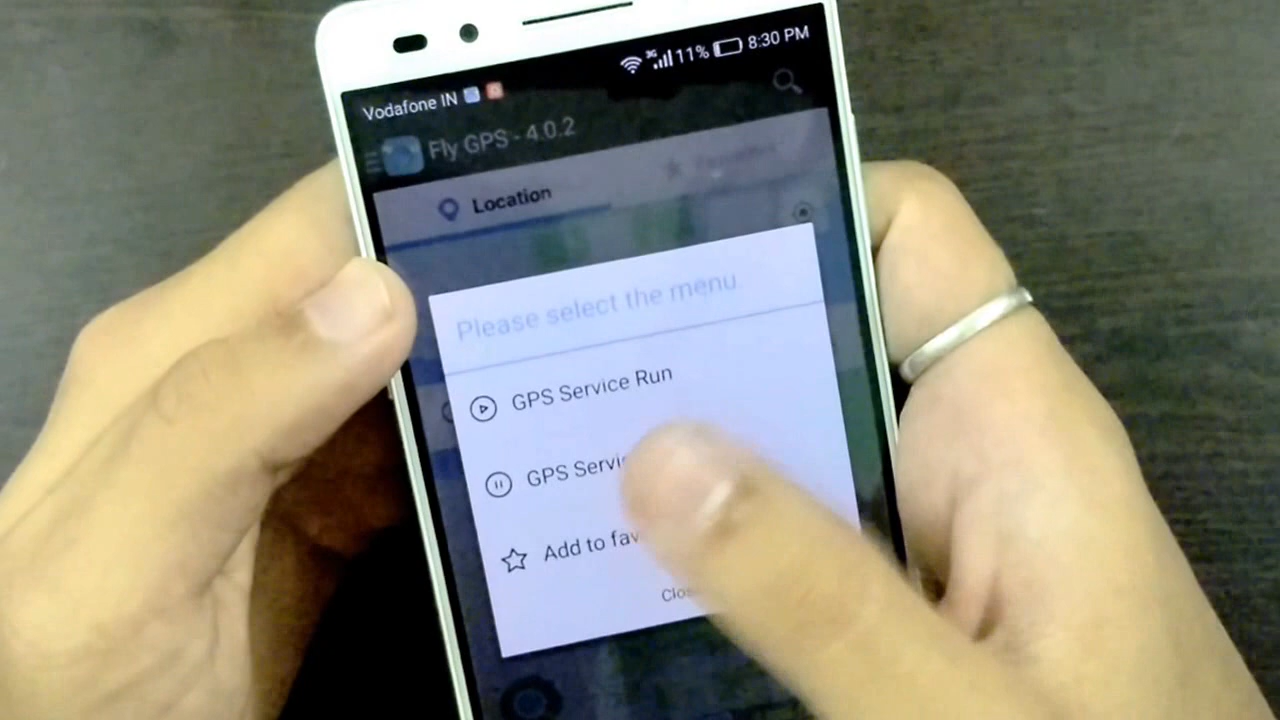 3G 11% 8:30 PM
Vodafone IN
Fly GPS - 4.0.2
Location
Please select the menu.
GPS Service Run
GPS Servi
Add to fav
Clos